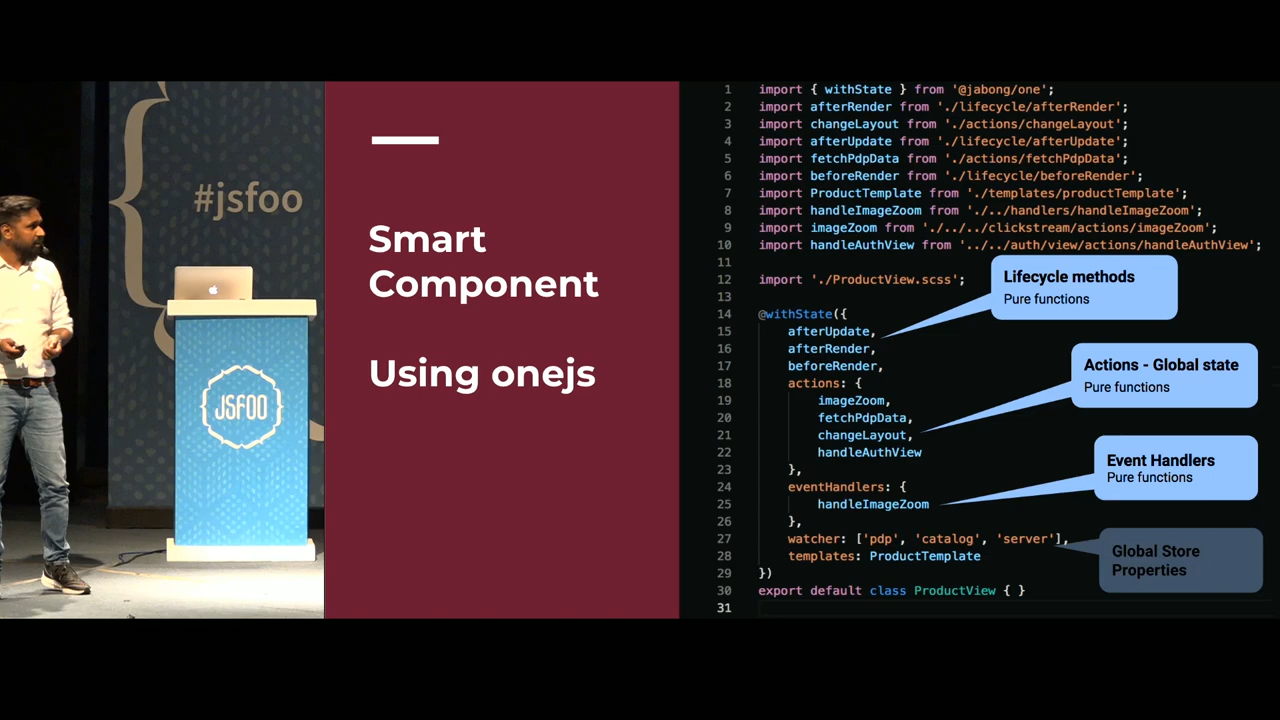 #jsfoo
JSFOO
Smart
Component
Using onejs
1 import { withState } from '@jabong/one';
2 import afterRender from './lifecycle/afterRender';
3 import changeLayout from './actions/changeLayout';
4 import afterUpdate from './lifecycle/afterUpdate';
5 import fetchPdpData from './actions/fetchPdpData';
6 import beforeRender from './lifecycle/beforeRender';
7 import ProductTemplate from './templates/productTemplate';
8 import handleImageZoom from './../handlers/handleImageZoom';
9 import imageZoom from './../../clickstream/actions/imageZoom';
10 import handleAuthView from '../../auth/view/actions/handleAuthView';
11
12 import './ProductView.scss';
13
14 @withState({
15 afterUpdate,
16 afterRender,
17 beforeRender,
18 actions: {
19 imageZoom,
20 fetchPdpData,
21 changeLayout,
22 handleAuthView
23 },
24 eventHandlers: {
25 handleImageZoom
26 },
27 watcher: ['pdp', 'catalog', 'server'],
28 templates: ProductTemplate
29 })
30 export default class ProductView { }
31
Lifecycle methods
Pure functions
Actions - Global state
Pure functions
Event Handlers
Pure functions
Global Store
Properties